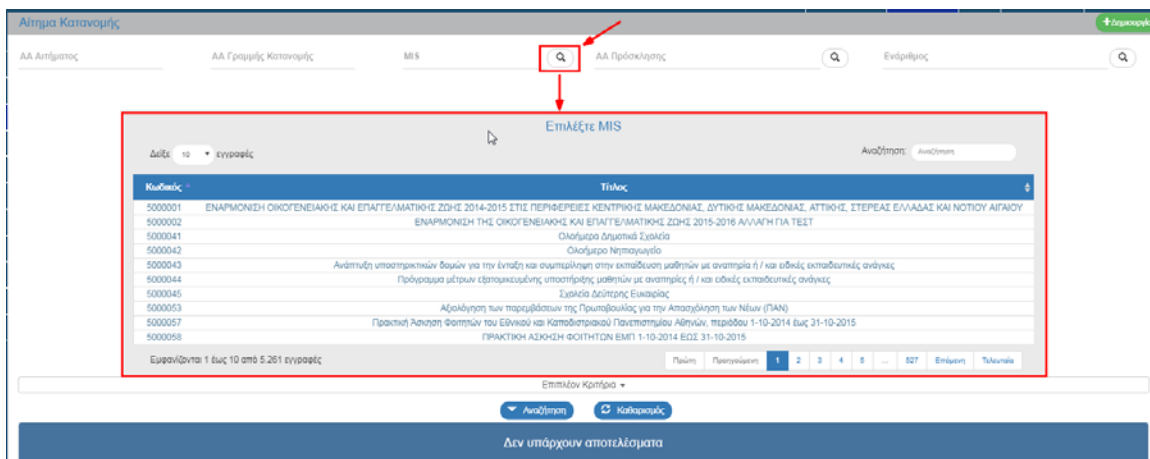 Αίτημα Κατανομής
+Δημιουργία
ΑΑ Αιτήματος ΑΑ Γραμμής Κατανομής MIS ΑΑ Πρόσκλησης Ενάριθμος
Επιλέξτε MIS
Δείξε 10 εγγραφές Αναζήτηση: Αναζήτηση
Κωδικός Τίτλος
5000001 ΕΝΑΡΜΟΝΙΣΗ ΟΙΚΟΓΕΝΕΙΑΚΗΣ ΚΑΙ ΕΠΑΓΓΕΛΜΑΤΙΚΗΣ ΖΩΗΣ 2014-2015 ΣΤΙΣ ΠΕΡΙΦΕΡΕΙΕΣ ΚΕΝΤΡΙΚΗΣ ΜΑΚΕΔΟΝΙΑΣ, ΔΥΤΙΚΗΣ ΜΑΚΕΔΟΝΙΑΣ, ΑΤΤΙΚΗΣ, ΣΤΕΡΕΑΣ ΕΛΛΑΔΑΣ ΚΑΙ ΝΟΤΙΟΥ ΑΙΓΑΙΟΥ
5000002 ΕΝΑΡΜΟΝΙΣΗ ΤΗΣ ΟΙΚΟΓΕΝΕΙΑΚΗΣ ΚΑΙ ΕΠΑΓΓΕΛΜΑΤΙΚΗΣ ΖΩΗΣ 2015-2016 ΑΛΛΑΓΗ ΓΙΑ ΤΕΣΤ
5000041 Ολοήμερα Δημοτικά Σχολεία
5000042 Ολοήμερο Νηπιαγωγείο
5000043 Ανάπτυξη υποστηρικτικών δομών για την ένταξη και συμπερίληψη στην εκπαίδευση μαθητών με αναπηρία ή / και ειδικές εκπαιδευτικές ανάγκες
5000044 Πρόγραμμα μέτρων εξατομικευμένης υποστήριξης μαθητών με αναπηρίες ή / και ειδικές εκπαιδευτικές ανάγκες
5000045 Σχολεία Δεύτερης Ευκαιρίας
5000053 Αξιολόγηση των παρεμβάσεων της Πρωτοβουλίας για την Απασχόληση των Νέων (ΠΑΝ)
5000057 Πρακτική Άσκηση Φοιτητών του Εθνικού και Καποδιστριακού Πανεπιστημίου Αθηνών, περιόδου 1-10-2014 έως 31-10-2015
5000058 ΠΡΑΚΤΙΚΗ ΑΣΚΗΣΗ ΦΟΙΤΗΤΩΝ ΕΜΠ 1-10-2014 ΕΩΣ 31-10-2015
Εμφανίζονται 1 έως 10 από 5.261 εγγραφές Πρώτη Προηγούμενη 1 2 3 4 5 ... 527 Επόμενη Τελευταία
Επιπλέον Κριτήρια
Αναζήτηση Καθαρισμός
Δεν υπάρχουν αποτελέσματα